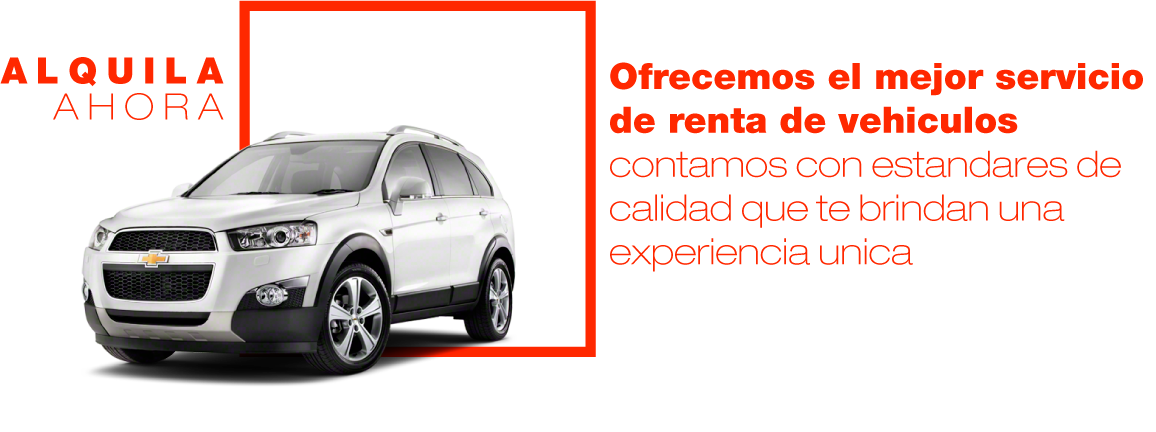 ALQUILA
AHORA
Ofrecemos el mejor servicio
de renta de vehiculos
contamos con estandares de
calidad que te brindan una
experiencia unica